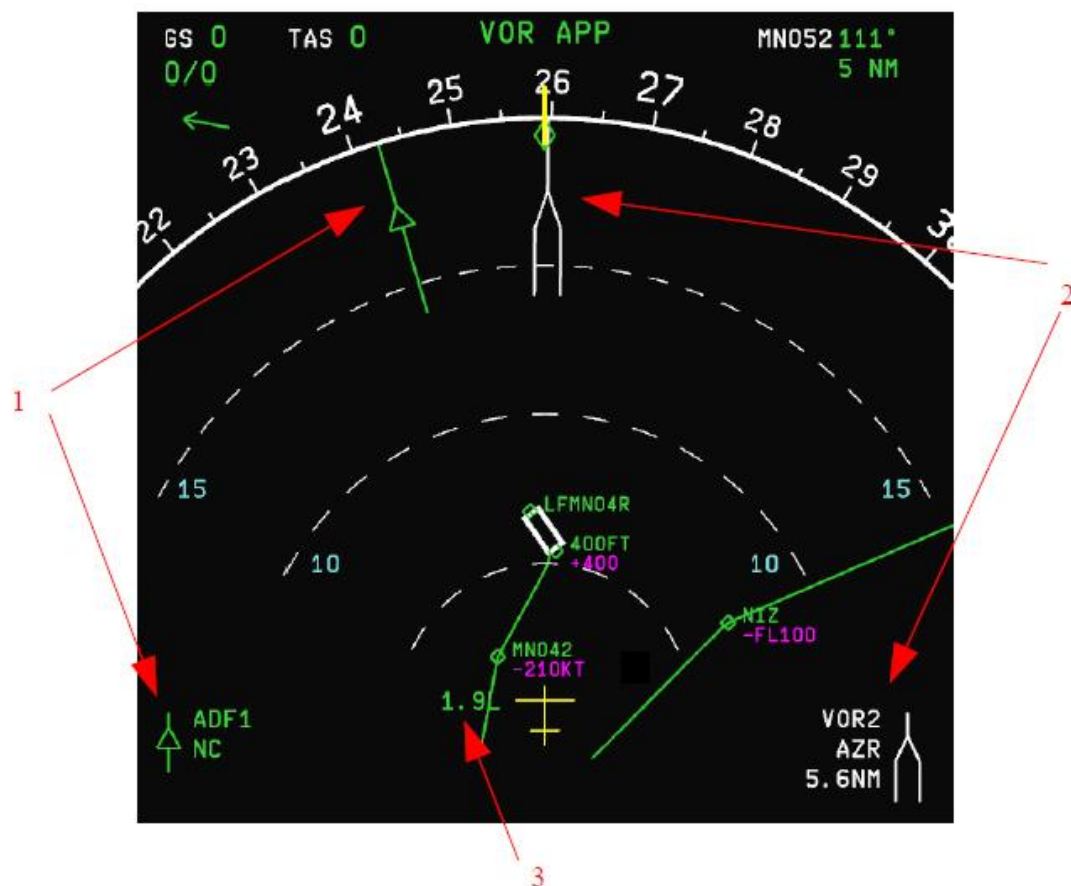 GS 0 TAS 0 VOR APP MN052 111°
0/0 5 NM
22 23 24 25 26 27 28 29
15 15
10 10
LFMN04R
400FT
+400
NIZ
-FL100
MN042
-210KT
1.9L
ADF1
NC
VOR2
AZR
5.6NM
1
2
3